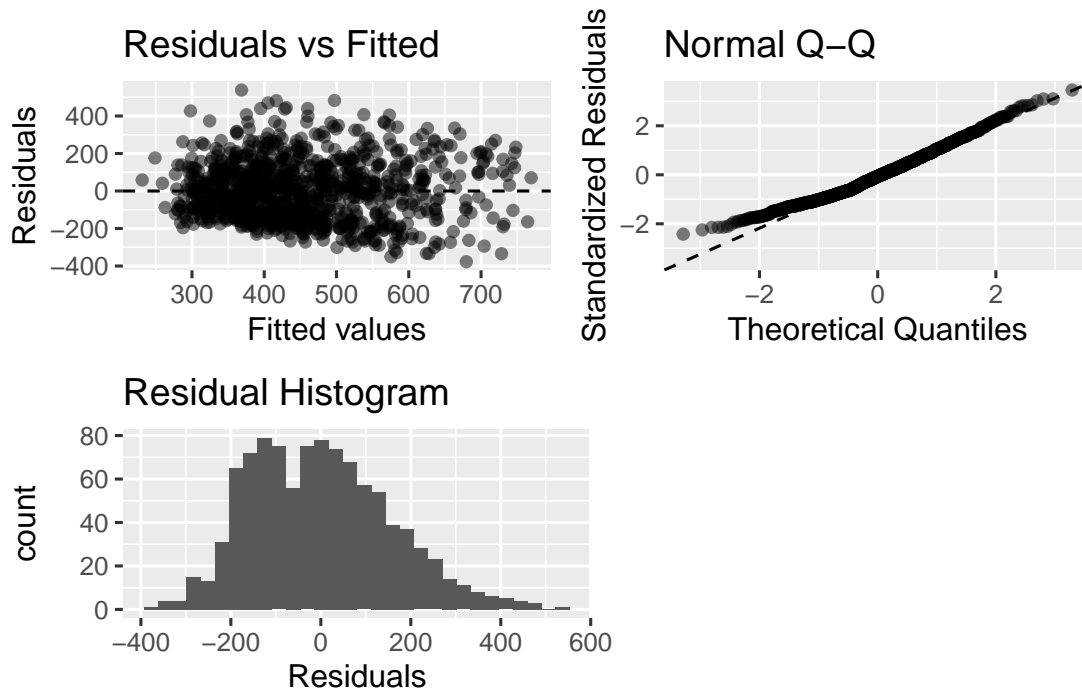 Residuals vs Fitted
Residuals
400
200
0
−200
−400
300 400 500 600 700
Fitted values
Normal Q−Q
Standardized Residuals
2
0
−2
−2 0 2
Theoretical Quantiles
Residual Histogram
count
80
60
40
20
0
−400 −200 0 200 400 600
Residuals